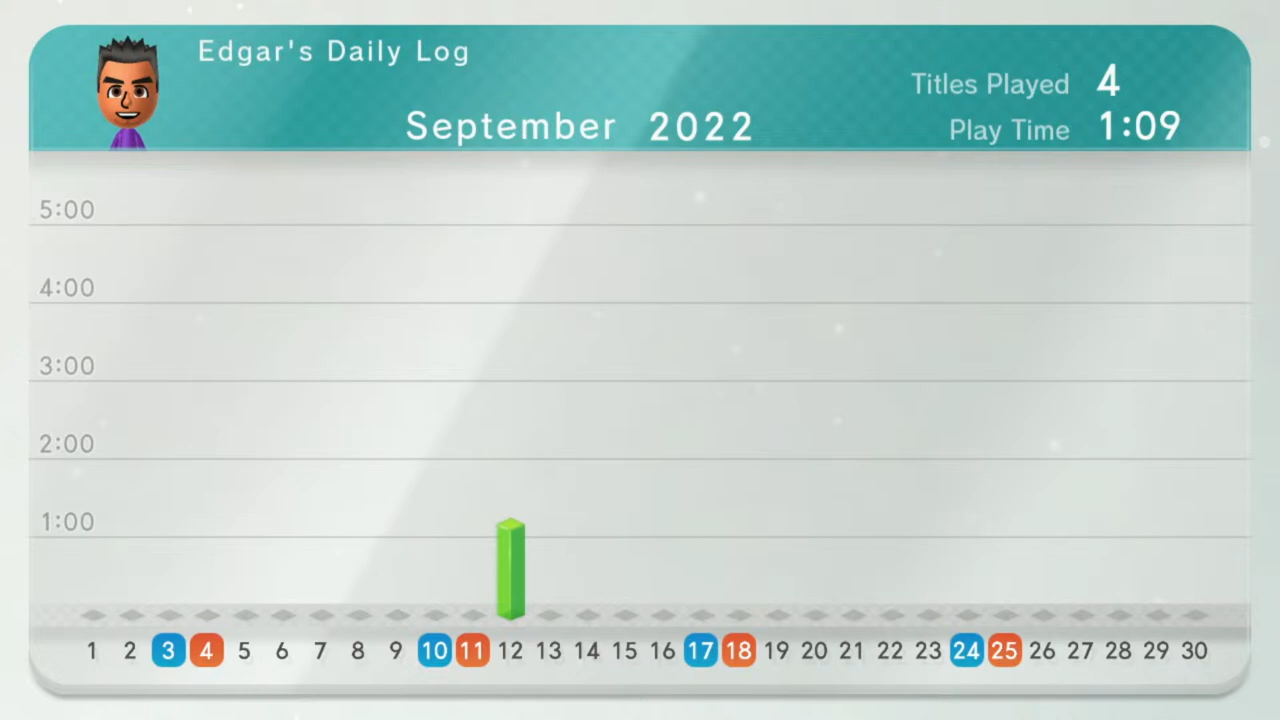 Edgar's Daily Log
September 2022
Titles Played 4
Play Time 1:09
5:00
4:00
3:00
2:00
1:00
1 2 3 4 5 6 7 8 9 10 11 12 13 14 15 16 17 18 19 20 21 22 23 24 25 26 27 28 29 30